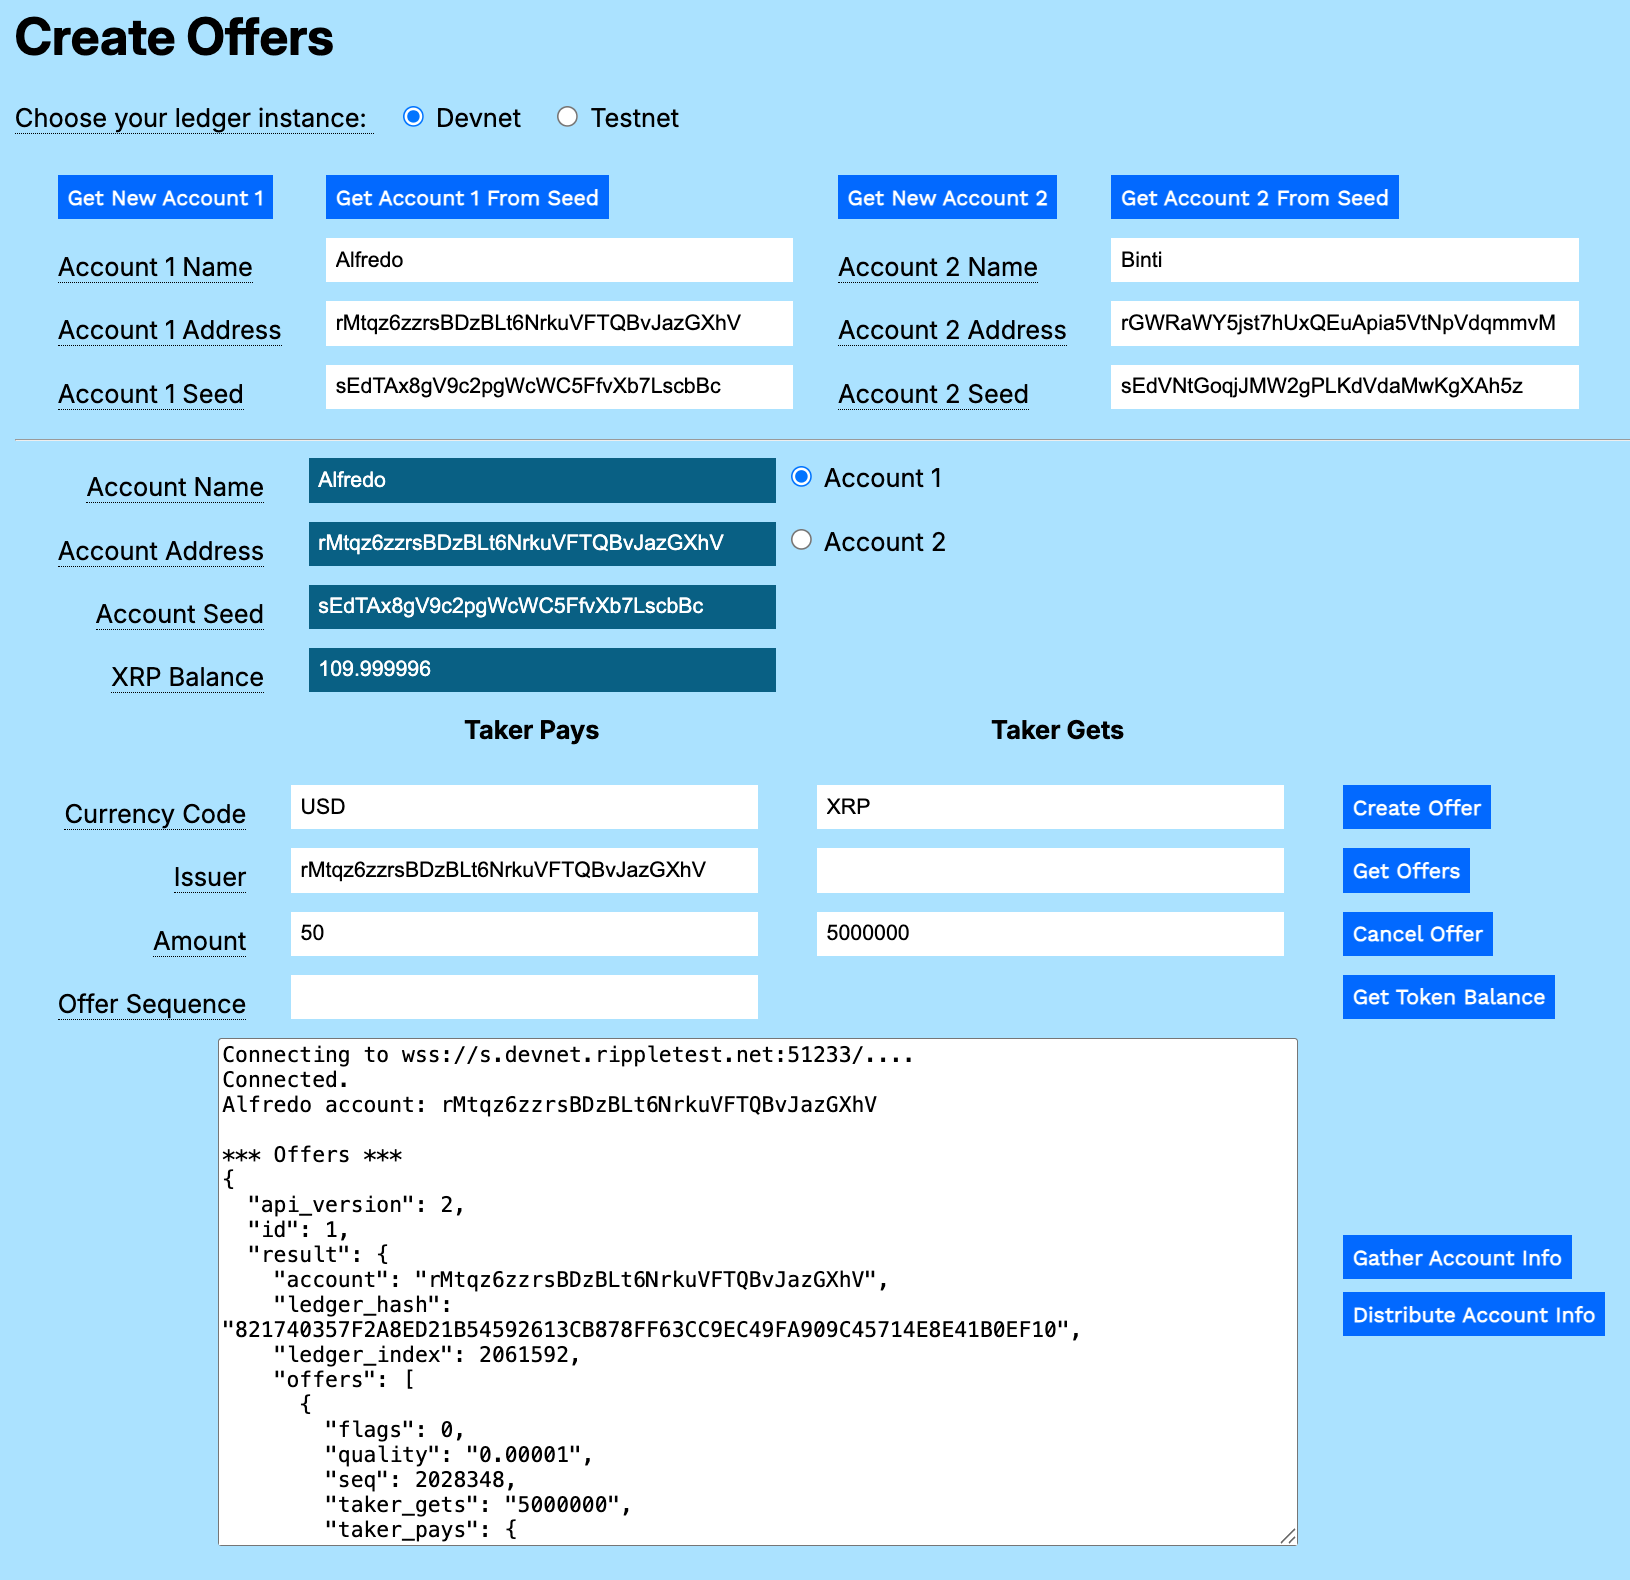 Create Offers
Choose your ledger instance: Devnet Testnet
Get New Account 1 Get Account 1 From Seed Get New Account 2 Get Account 2 From Seed
Account 1 Name Alfredo Account 2 Name Binti
Account 1 Address rMtqz6zzrsBDzBLt6NrkuVFTQBvJazGXhV Account 2 Address rGWRaWY5jst7hUxQEuApia5VtNpVdqmmvM
Account 1 Seed sEdTAx8gV9c2pgWcWC5FfvXb7LscbBc Account 2 Seed sEdVNtGoqjJMW2gPLKdVdaMwKgXAh5z
Account Name Alfredo Account 1
Account Address rMtqz6zzrsBDzBLt6NrkuVFTQBvJazGXhV Account 2
Account Seed sEdTAx8gV9c2pgWcWC5FfvXb7LscbBc
XRP Balance 109.999996
Taker Pays Taker Gets
Currency Code USD XRP Create Offer
Issuer rMtqz6zzrsBDzBLt6NrkuVFTQBvJazGXhV Get Offers
Amount 50 5000000 Cancel Offer
Offer Sequence Get Token Balance
Connecting to wss://s.devnet.rippletest.net:51233/....
Connected.
Alfredo account: rMtqz6zzrsBDzBLt6NrkuVFTQBvJazGXhV
*** Offers ***
{
"api_version": 2,
"id": 1,
"result": {
"account": "rMtqz6zzrsBDzBLt6NrkuVFTQBvJazGXhV",
"ledger_hash":
"821740357F2A8ED21B54592613CB878FF63CC9EC49FA909C45714E8E41B0EF10",
"ledger_index": 2061592,
"offers": [
{
"flags": 0,
"quality": "0.00001",
"seq": 2028348,
"taker_gets": "5000000",
"taker_pays": {
Gather Account Info
Distribute Account Info